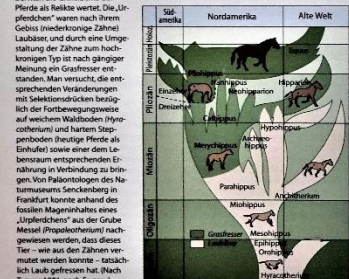 Pferde als Relikte wertet. Die „Ur-
pferdchen" waren nach ihrem
Gebiss (niederkronige Zähne)
Laubäser, und durch eine Umge-
staltung der Zähne zum hoch-
kronigen Typ ist nach gängiger
Meinung ein Grasfresser ent-
standen. Man versucht, die ent-
sprechenden Veränderungen
mit Selektionsdrücken bezüg-
lich der Fortbewegungsweise
auf weichem Waldboden (Hyra-
cotherium) und hartem Step-
penboden (heutige Pferde als
Einhufer) sowie einer dem Le-
bensraum entsprechenden Er-
nährung in Verbindung zu brin-
gen. Von Paläontologen des Na-
turmuseums Senckenberg in
Frankfurt konnte anhand des
fossilen Mageninhaltes eines
„Urpferdchens" aus der Grube
Messel (Propaleotherium) nach-
gewiesen werden, dass dieses
Tier – wie aus den Zähnen ver-
mutet werden konnte – tatsäch-
lich Laub gefressen hat. (Nach
Süd-
amerika
Nordamerika
Alte Welt
Pleistozän
Holoz.
Pliozän
Miozän
Oligozän
Equus
Pliohippus
Nannippus
Hipparion
Einzeher
Neohipparion
Dreizeher
Calippus
Hypohippus
Merychippus
Archaeo-
hippus
Parahippus
Anchitherium
Miohippus
Grasfresser
Mesohippus
Laubäser
Epihippus
Orohippus
Hyracotherium